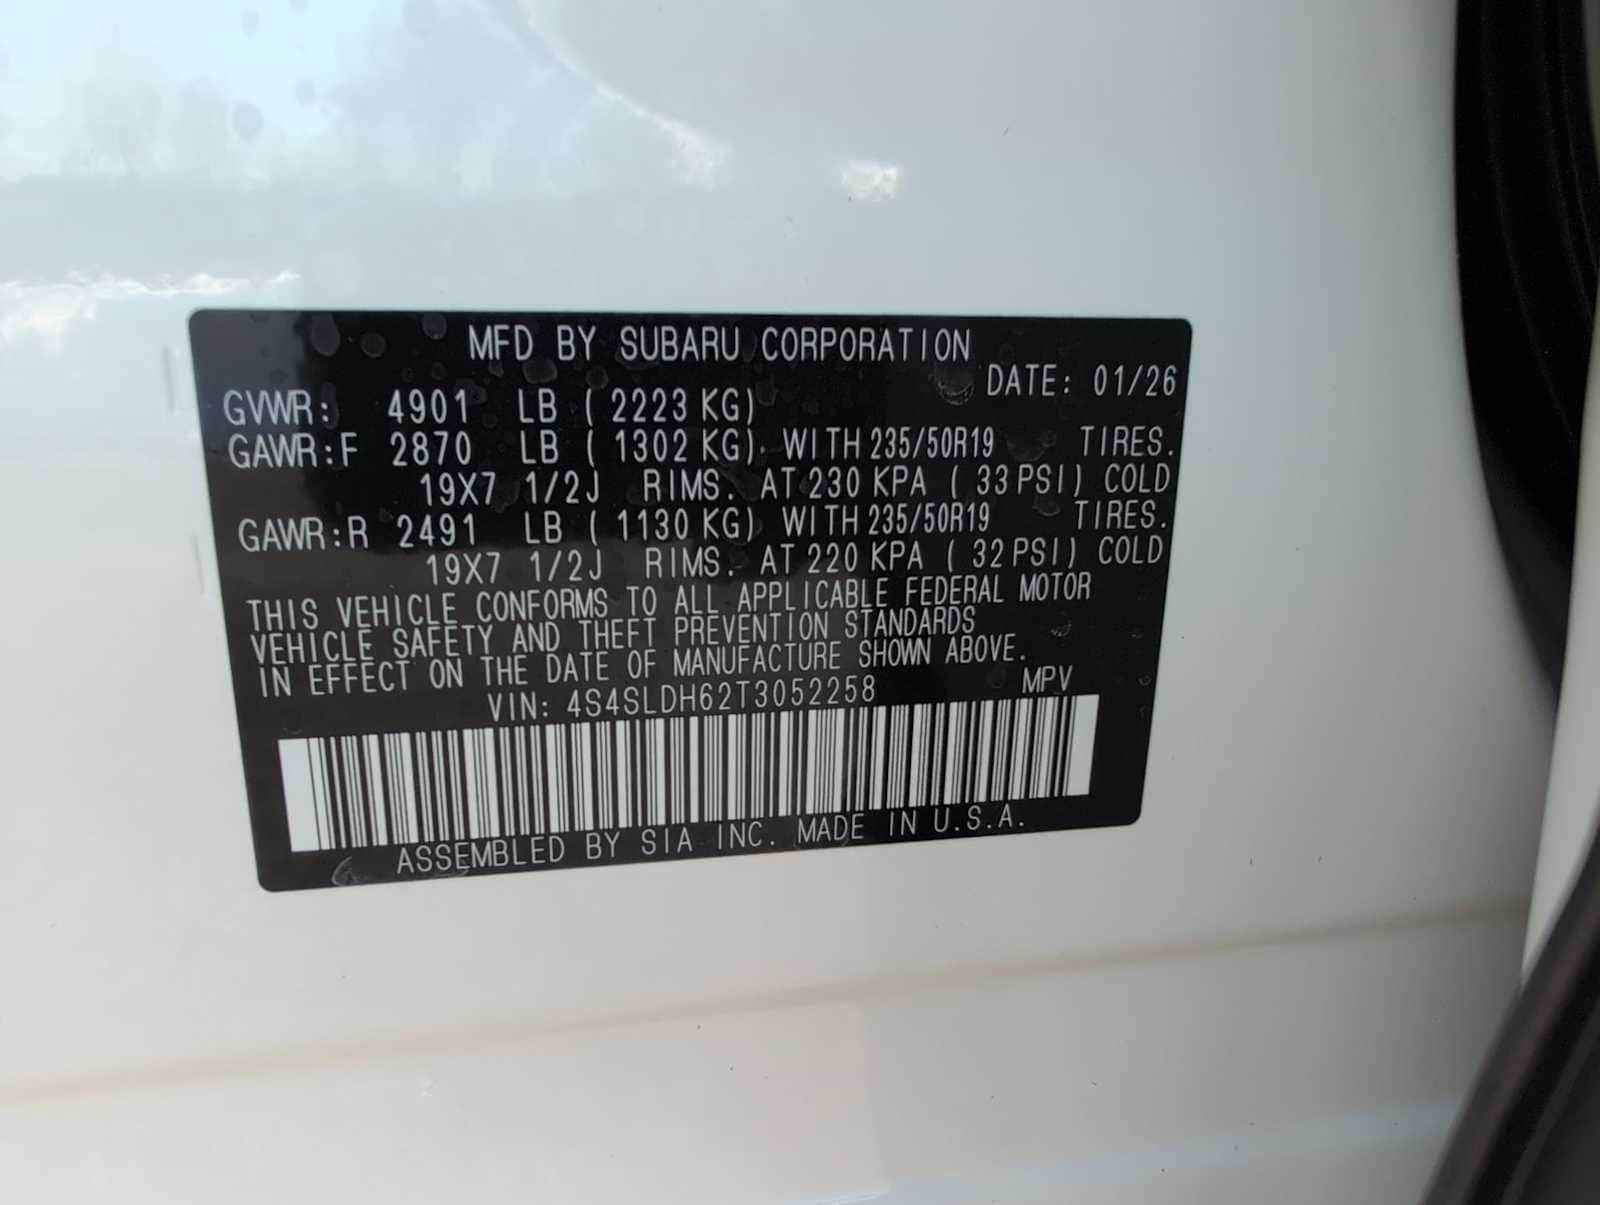 MFD BY SUBARU CORPORATION
DATE: 01/26
GVWR: 4901 LB ( 2223 KG)
GAWR:F 2870 LB ( 1302 KG). WITH 235/50R19 TIRES.
19X7 1/2J RIMS. AT 230 KPA ( 33 PSI) COLD
GAWR:R 2491 LB ( 1130 KG) WITH 235/50R19 TIRES.
19X7 1/2J RIMS. AT 220 KPA ( 32 PSI) COLD
THIS VEHICLE CONFORMS TO ALL APPLICABLE FEDERAL MOTOR
VEHICLE SAFETY AND THEFT PREVENTION STANDARDS
IN EFFECT ON THE DATE OF MANUFACTURE SHOWN ABOVE.
VIN: 4S4SLDH62T3052258 MPV
ASSEMBLED BY SIA INC. MADE IN U.S.A.